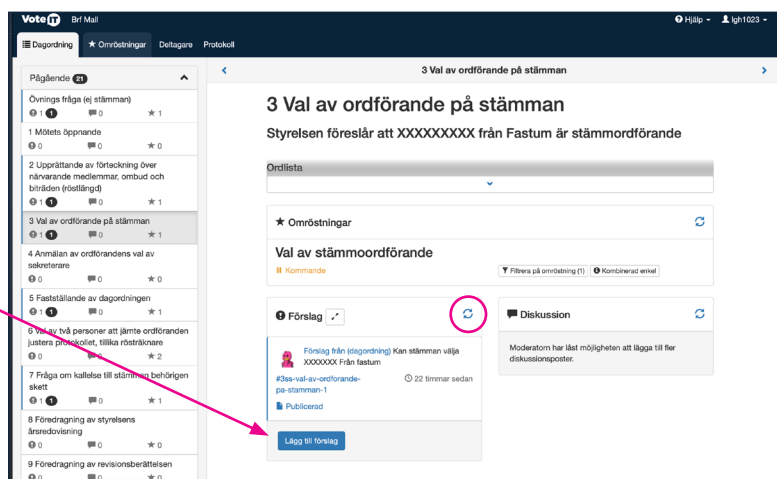 VoteIT Brf Mall Hjälp lgh1023
Dagordning Omröstningar Deltagare Protokoll
Pågående 21
Övnings fråga (ej stämman)
1 1 0 1
1 Mötets öppnande
0 0 0
2 Upprättande av förteckning över
närvarande medlemmar, ombud och
biträden (röstlängd)
1 1 0 1
3 Val av ordförande på stämman
1 1 0 1
4 Anmälan av ordförandens val av
sekreterare
0 0 0
5 Fastställande av dagordningen
1 1 0 1
6 Val av två personer att jämte ordföranden
justera protokollet, tillika rösträknare
0 0 2
7 Fråga om kallelse till stämman behörigen
skett
1 1 0 1
8 Föredragning av styrelsens
årsredovisning
0 0 0
9 Föredragning av revisionsberättelsen
0 0 0
3 Val av ordförande på stämman
3 Val av ordförande på stämman
Styrelsen föreslår att XXXXXXXXX från Fastum är stämmordförande
Ordlista
Omröstningar
Val av stämmoordförande
Kommande Filtrera på omröstning (1) Kombinerad enkel
Förslag
Förslag från (dagordning) Kan stämman välja
XXXXXXX Från fastum
#3ss-val-av-ordforande-
pa-stamman-1
22 timmar sedan
Publicerad
Lägg till förslag
Diskussion
Moderatorn har låst möjligheten att lägga till fler
diskussionsposter.